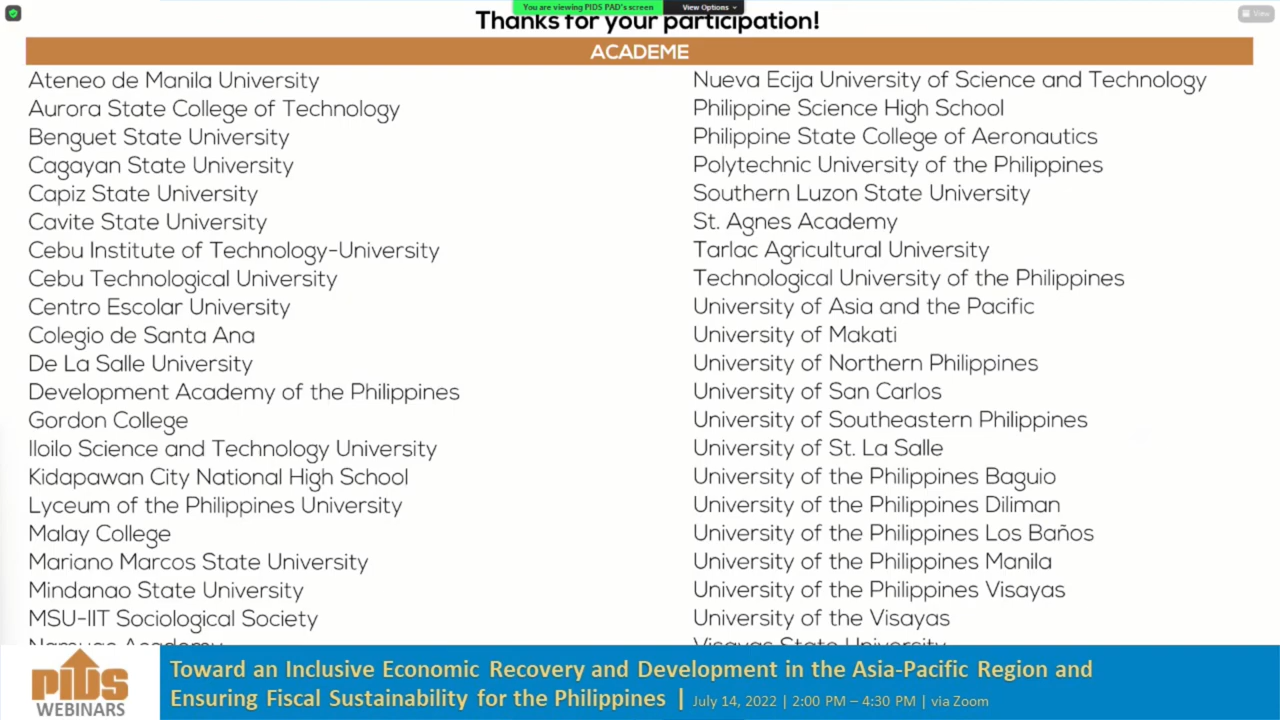 You are viewing PIDS PAD's screen
View Options
View
Thanks for your participation!
ACADEME
Ateneo de Manila University
Aurora State College of Technology
Benguet State University
Cagayan State University
Capiz State University
Cavite State University
Cebu Institute of Technology-University
Cebu Technological University
Centro Escolar University
Colegio de Santa Ana
De La Salle University
Development Academy of the Philippines
Gordon College
Iloilo Science and Technology University
Kidapawan City National High School
Lyceum of the Philippines University
Malay College
Mariano Marcos State University
Mindanao State University
MSU-IIT Sociological Society
Academy
Nueva Ecija University of Science and Technology
Philippine Science High School
Philippine State College of Aeronautics
Polytechnic University of the Philippines
Southern Luzon State University
St. Agnes Academy
Tarlac Agricultural University
Technological University of the Philippines
University of Asia and the Pacific
University of Makati
University of Northern Philippines
University of San Carlos
University of Southeastern Philippines
University of St. La Salle
University of the Philippines Baguio
University of the Philippines Diliman
University of the Philippines Los Baños
University of the Philippines Manila
University of the Philippines Visayas
University of the Visayas
Visayas State University
PIDS
WEBINARS
Toward an Inclusive Economic Recovery and Development in the Asia-Pacific Region and
Ensuring Fiscal Sustainability for the Philippines | July 14, 2022 | 2:00 PM – 4:30 PM | via Zoom